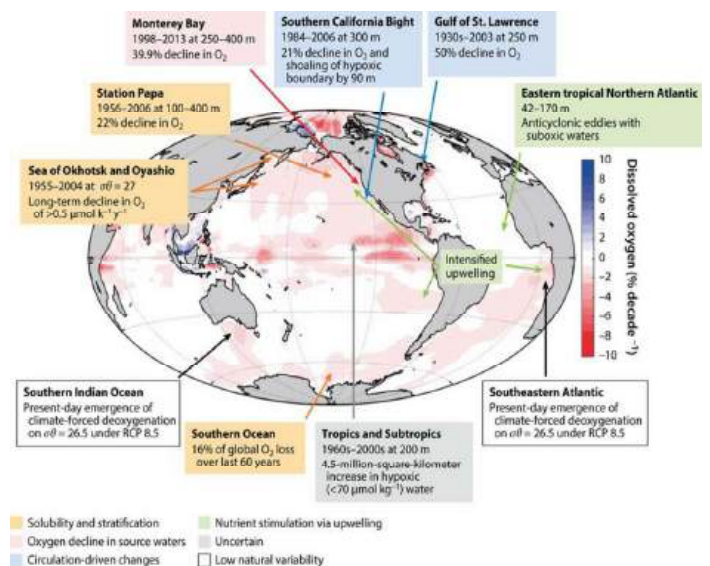 Monterey Bay
1998–2013 at 250–400 m
39.9% decline in O₂
Southern California Bight
1984–2006 at 300 m
21% decline in O₂ and
shoaling of hypoxic
boundary by 90 m
Gulf of St. Lawrence
1930s–2003 at 250 m
50% decline in O₂
Station Papa
1956–2006 at 100–400 m
22% decline in O₂
Eastern tropical Northern Atlantic
42–170 m
Anticyclonic eddies with
suboxic waters
Sea of Okhotsk and Oyashio
1955–2004 at σθ = 27
Long-term decline in O₂
of >0.5 μmol k⁻¹ y⁻¹
Intensified
upwelling
10
8
6
4
2
0
−2
−4
−6
−8
−10
Dissolved oxygen (% decade⁻¹)
Southern Indian Ocean
Present-day emergence of
climate-forced deoxygenation
on σθ = 26.5 under RCP 8.5
Southern Ocean
16% of global O₂ loss
over last 60 years
Tropics and Subtropics
1960s–2000s at 200 m
4.5-million-square-kilometer
increase in hypoxic
(<70 μmol kg⁻¹) water
Southeastern Atlantic
Present-day emergence of
climate-forced deoxygenation
on σθ = 26.5 under RCP 8.5
Solubility and stratification
Oxygen decline in source waters
Circulation-driven changes
Nutrient stimulation via upwelling
Uncertain
Low natural variability